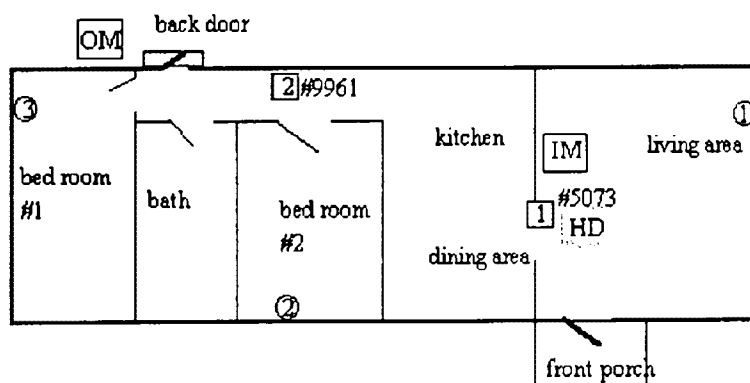 back door
OM
2 #9961
3
1
kitchen
living area
IM
bed room
#1
bath
bed room
#2
#5073
1
HD
dining area
2
front porch